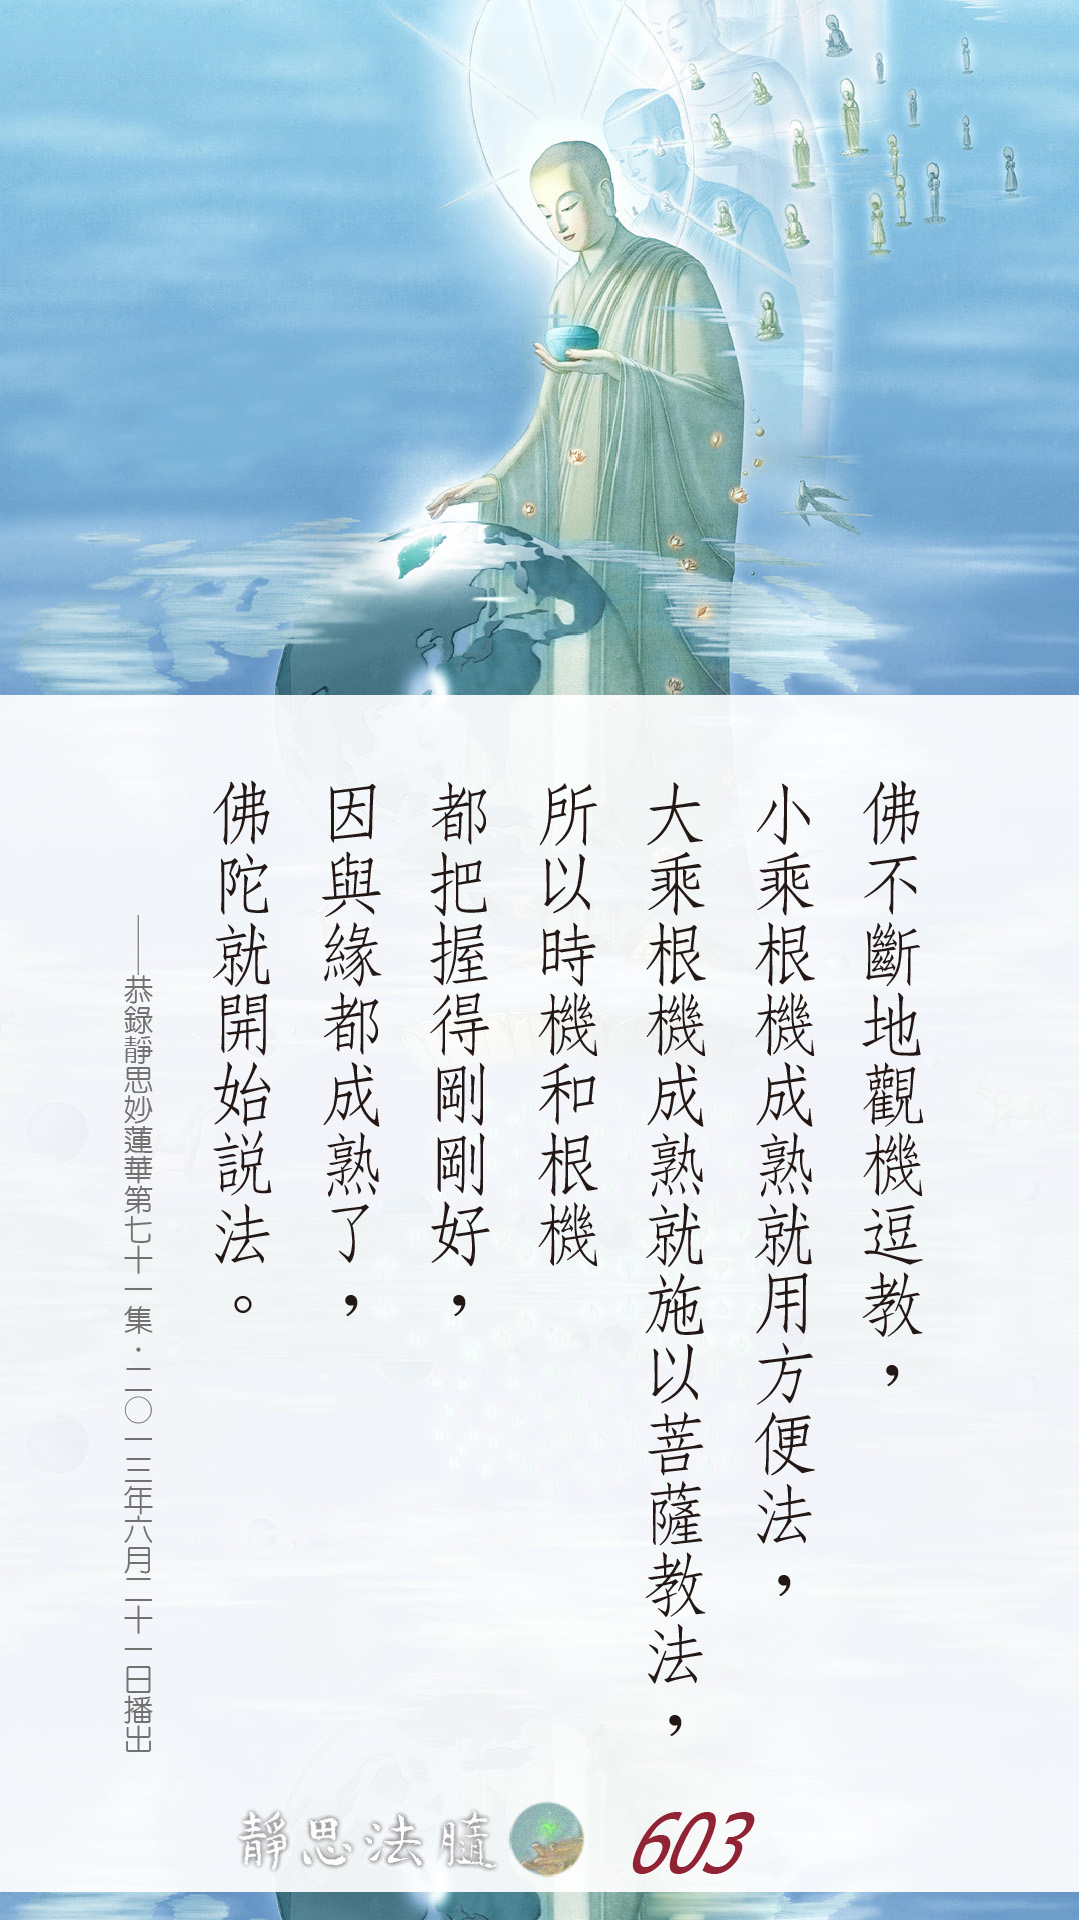 佛不斷地觀機逗教，
小乘根機成熟就用方便法，
大乘根機成熟就施以菩薩教法，
所以時機和根機
都把握得剛剛好，
因與緣都成熟了，
佛陀就開始説法。
——恭錄靜思妙蓮華第七十一集．二〇一三年六月二十一日播出
靜思法髓
603